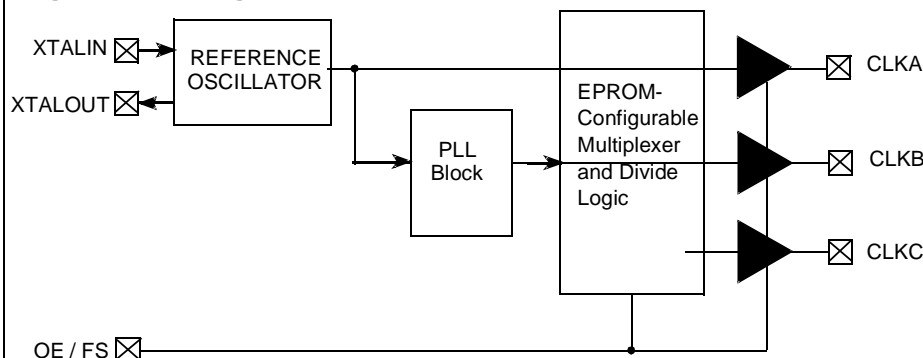 XTALIN
XTALOUT
REFERENCE
OSCILLATOR
PLL
Block
EPROM-
Configurable
Multiplexer
and Divide
Logic
CLKA
CLKB
CLKC
OE / FS